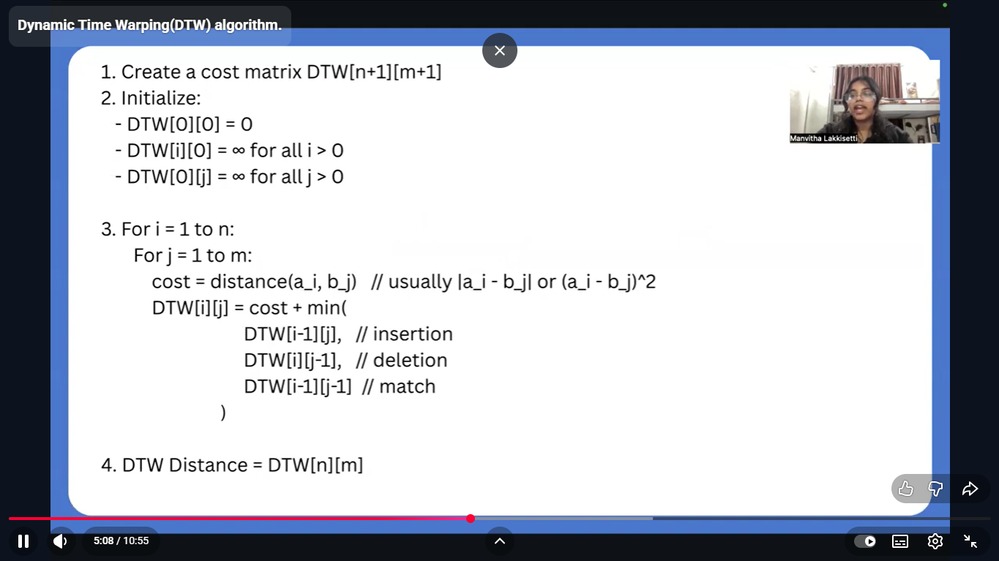 Dynamic Time Warping(DTW) algorithm.
1. Create a cost matrix DTW[n+1][m+1]
2. Initialize:
- DTW[0][0] = 0
- DTW[i][0] = ∞ for all i > 0
- DTW[0][j] = ∞ for all j > 0
3. For i = 1 to n:
For j = 1 to m:
cost = distance(a_i, b_j) // usually |a_i - b_j| or (a_i - b_j)^2
DTW[i][j] = cost + min(
DTW[i-1][j], // insertion
DTW[i][j-1], // deletion
DTW[i-1][j-1] // match
)
4. DTW Distance = DTW[n][m]
Manvitha Lakkisetti
5:08 / 10:55